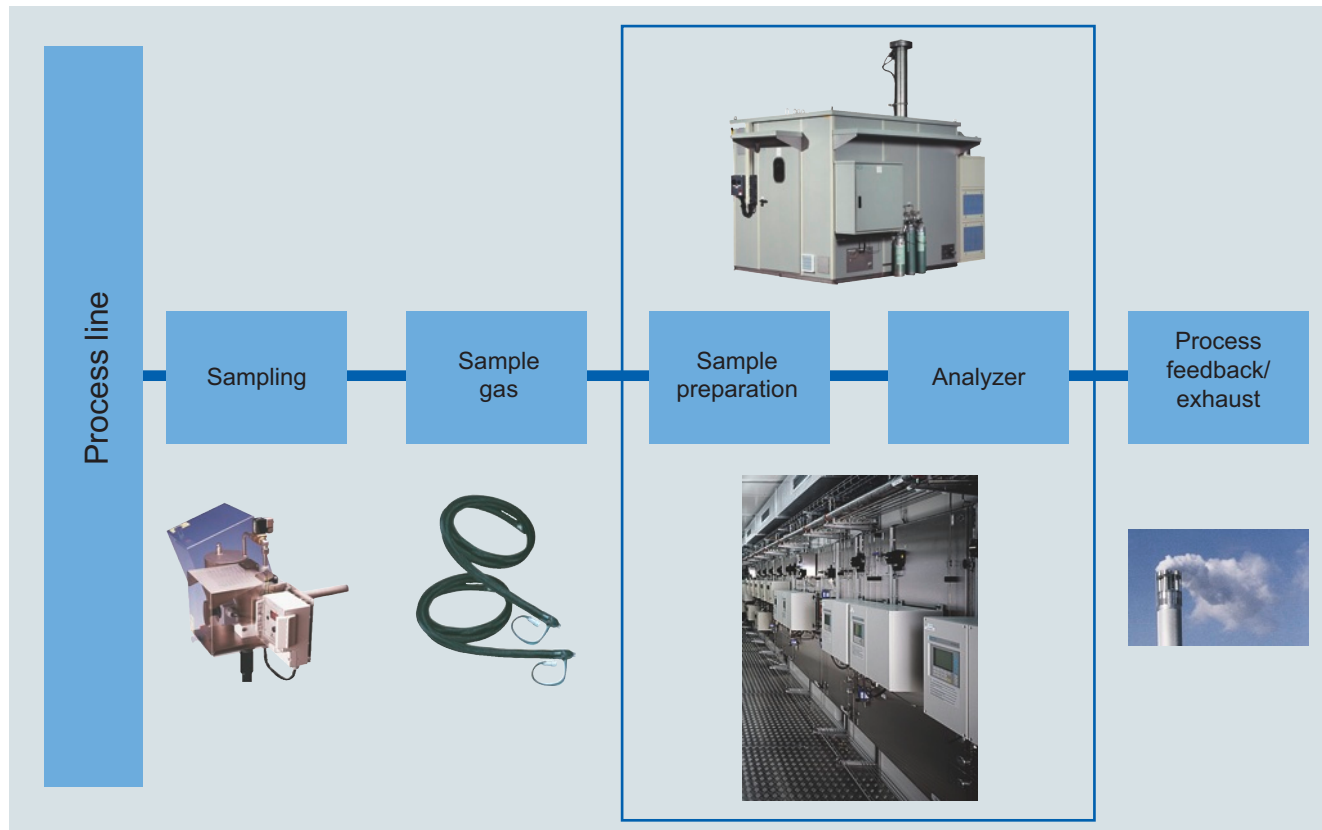 Process line
Sampling
Sample
gas
Sample
preparation
Analyzer
Process
feedback/
exhaust